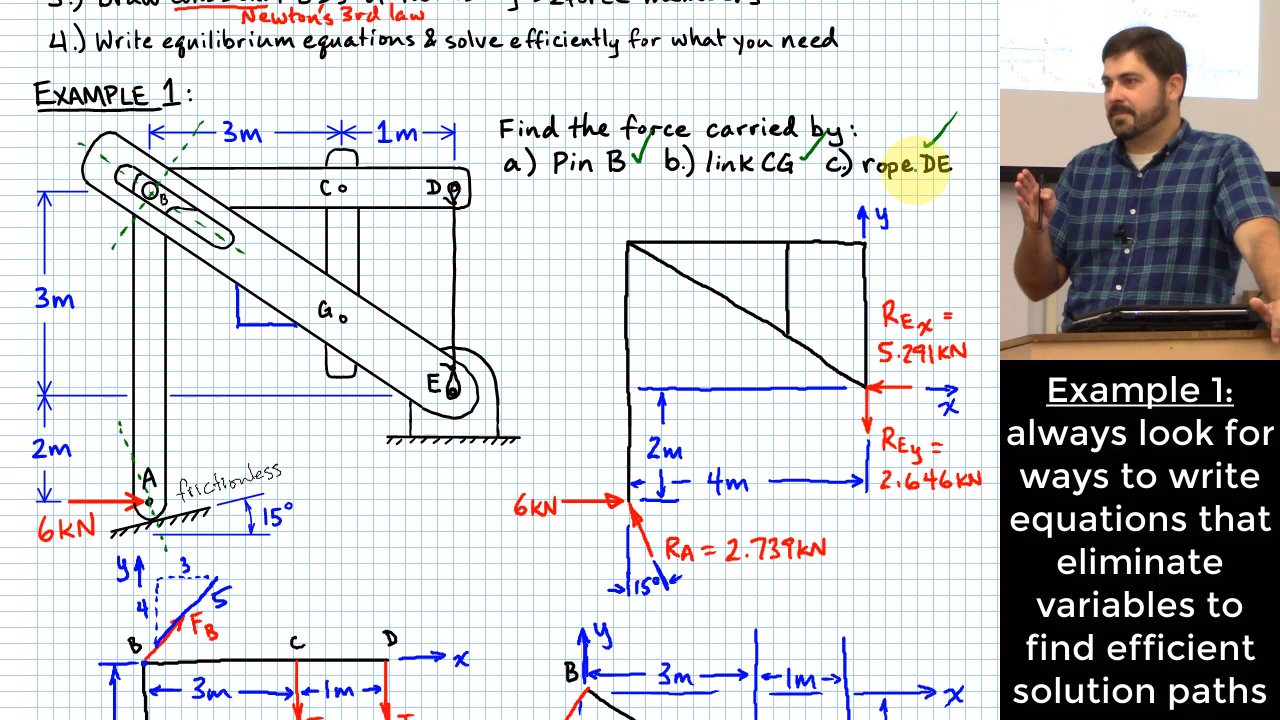 Newton's 3rd law
4.) Write equilibrium equations & solve efficiently for what you need
EXAMPLE 1:
Find the force carried by:
a.) Pin B ✓ b.) link CG ✓ c.) rope DE ✓
3m
1m
B
C
D
3m
G
E
2m
A
frictionless
6KN
15°
y
x
REx =
5.291KN
REy =
2.646KN
2m
4m
6KN
RA = 2.739KN
15°
y
3
4
5
FB
B
C
D
x
3m
1m
y
B
3m
1m
x
Example 1:
always look for
ways to write
equations that
eliminate
variables to
find efficient
solution paths